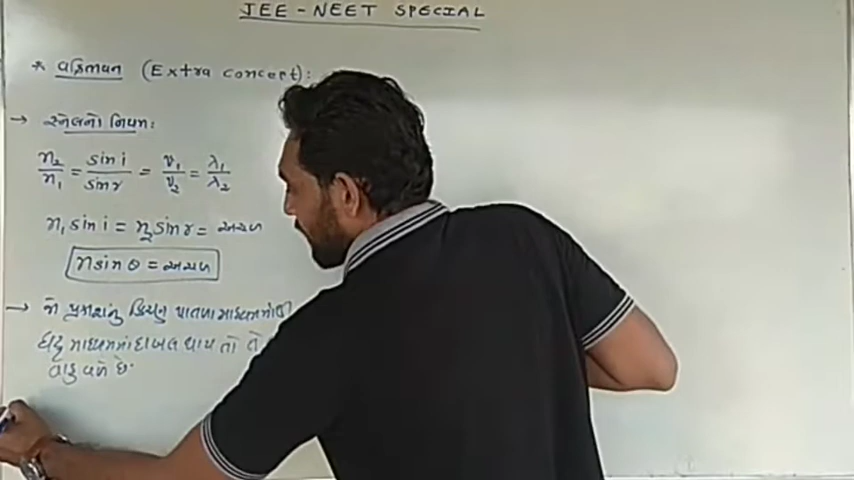 JEE - NEET SPECIAL
* વક્રિભવન (Extra concept):
→ સ્નેલનો નિયમ:
n₂/n₁ = sin i/sin r = v₁/v₂ = λ₁/λ₂
n₁ sin i = n₂ sin r = અચળ
n sin θ = અચળ
→ જો પ્રકાશનું કિરણ પાતળા માધ્યમમાંથી
ઘટ્ટ માધ્યમમાં દાખલ થાય તો તે
વાંકુ વળે છે.